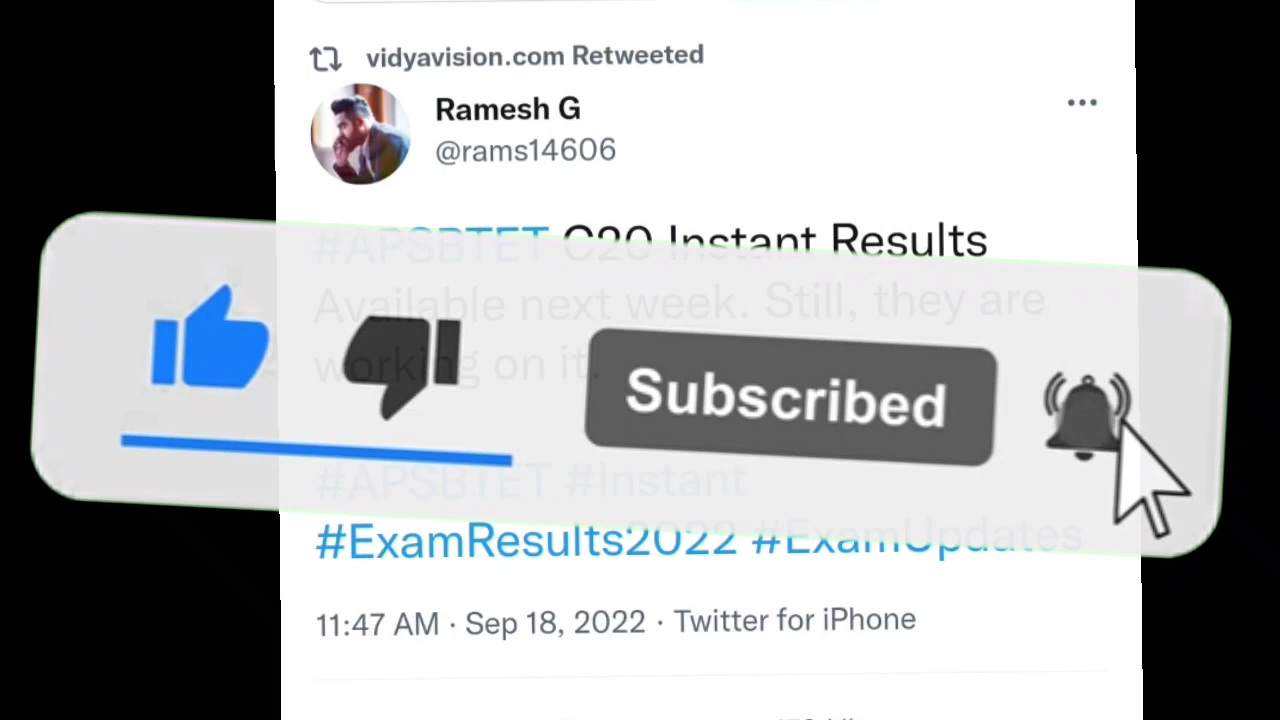 vidyavision.com Retweeted
Ramesh G
@rams14606
#APSBTET C20 Instant Results
Available next week. Still, they are
working on it.
Subscribed
#APSBTET #Instant
#ExamResults2022 #ExamUpdates
11:47 AM · Sep 18, 2022 · Twitter for iPhone